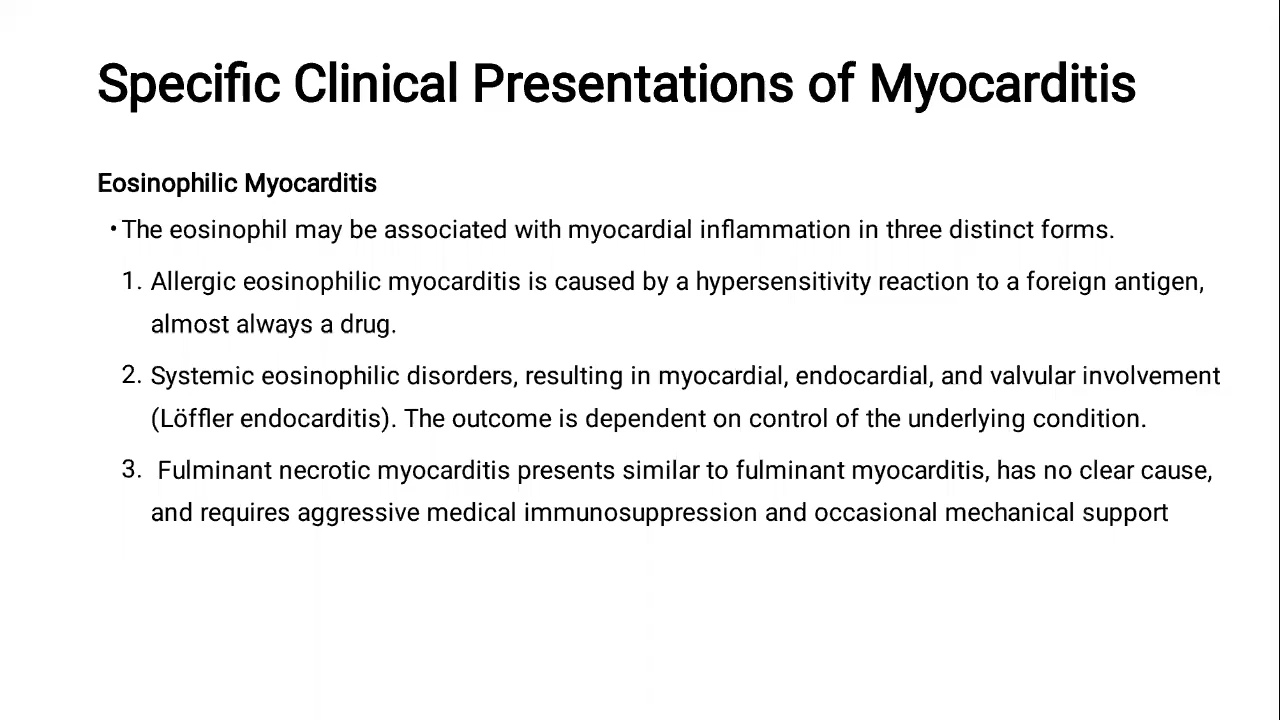 Specific Clinical Presentations of Myocarditis
Eosinophilic Myocarditis
• The eosinophil may be associated with myocardial inflammation in three distinct forms.
1. Allergic eosinophilic myocarditis is caused by a hypersensitivity reaction to a foreign antigen,
almost always a drug.
2. Systemic eosinophilic disorders, resulting in myocardial, endocardial, and valvular involvement
(Löffler endocarditis). The outcome is dependent on control of the underlying condition.
3. Fulminant necrotic myocarditis presents similar to fulminant myocarditis, has no clear cause,
and requires aggressive medical immunosuppression and occasional mechanical support